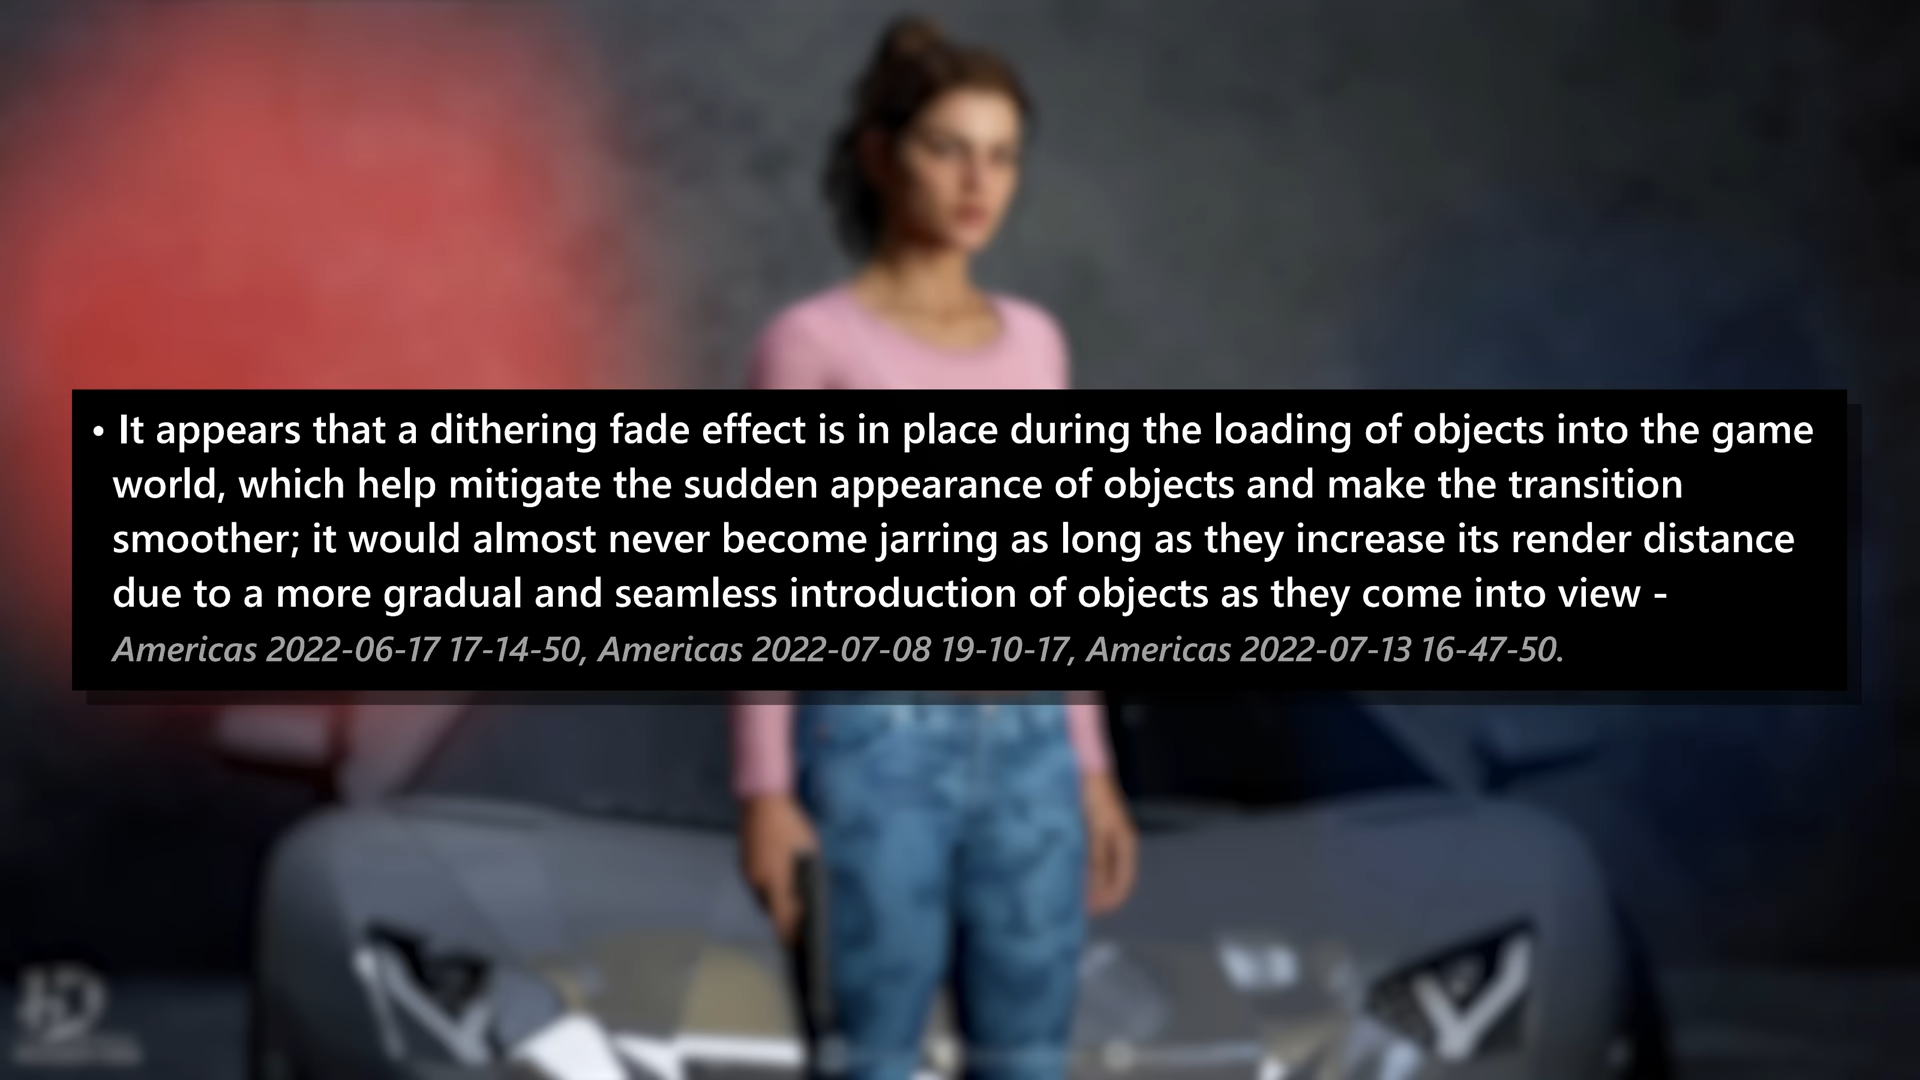 • It appears that a dithering fade effect is in place during the loading of objects into the game
world, which help mitigate the sudden appearance of objects and make the transition
smoother; it would almost never become jarring as long as they increase its render distance
due to a more gradual and seamless introduction of objects as they come into view -
Americas 2022-06-17 17-14-50, Americas 2022-07-08 19-10-17, Americas 2022-07-13 16-47-50.